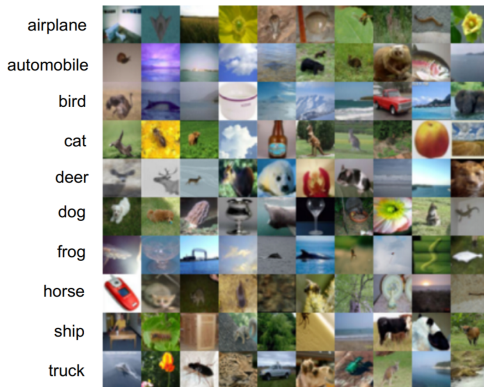 airplane
automobile
bird
cat
deer
dog
frog
horse
ship
truck